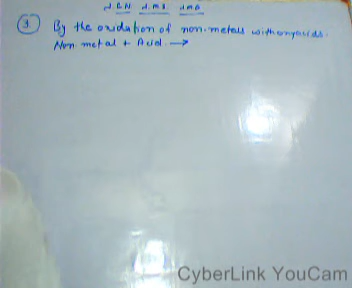 ③ By the oxidation of non-metals with oxyacids.
Non metal + Acid →
CyberLink YouCam